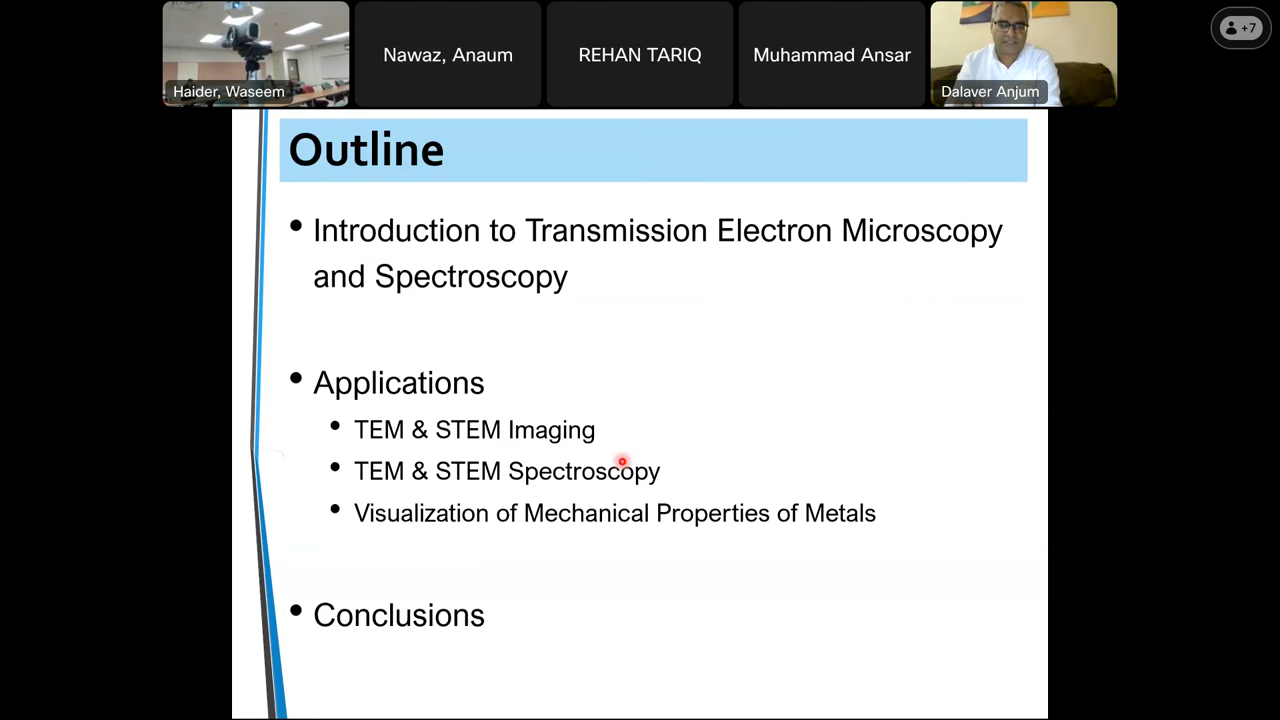 Nawaz, Anaum
REHAN TARIQ
Muhammad Ansar
+7
Haider, Waseem
Dalaver Anjum
Outline
• Introduction to Transmission Electron Microscopy
and Spectroscopy
• Applications
• TEM & STEM Imaging
• TEM & STEM Spectroscopy
• Visualization of Mechanical Properties of Metals
• Conclusions